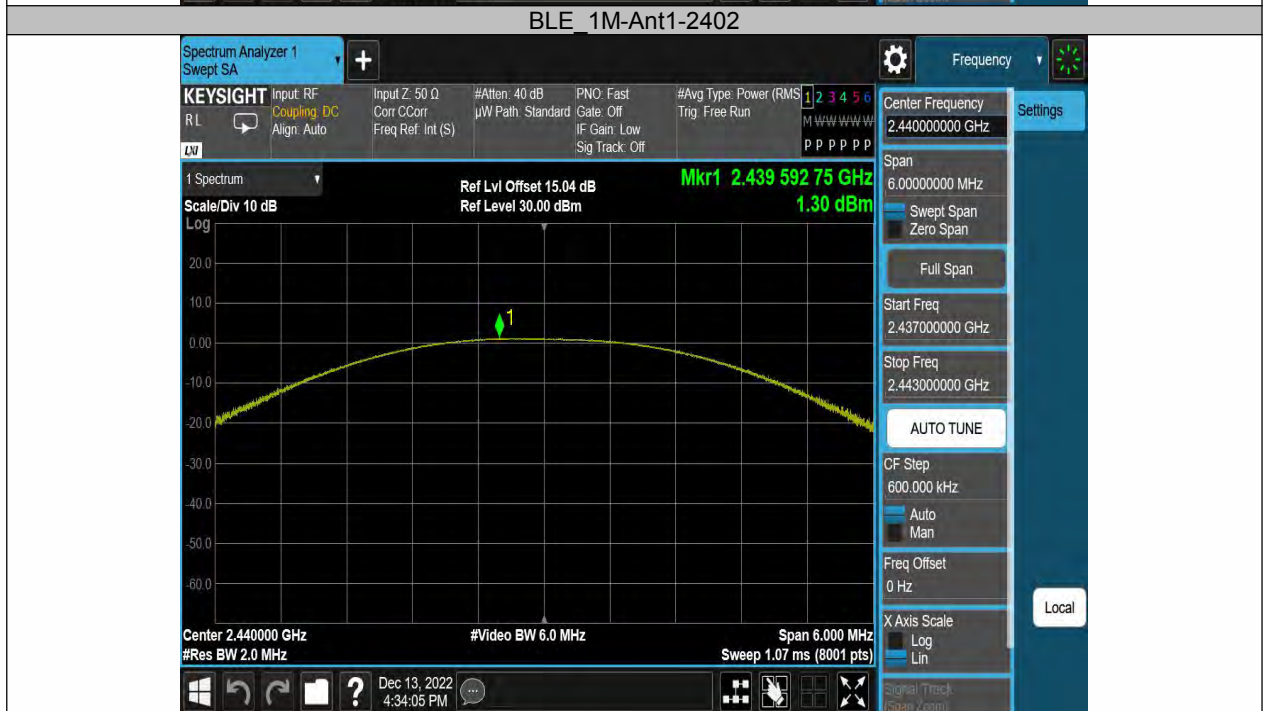 BLE_1M-Ant1-2402
Spectrum Analyzer 1
Swept SA
+
Frequency
KEYSIGHT
RL
LXI
Input: RF
Coupling: DC
Align: Auto
Input Z: 50 Ω
Corr CCorr
Freq Ref: Int (S)
#Atten: 40 dB
µW Path: Standard
PNO: Fast
Gate: Off
IF Gain: Low
Sig Track: Off
#Avg Type: Power (RMS
Trig: Free Run
1 2 3 4 5 6
M W W W W W
P P P P P P
Center Frequency
2.440000000 GHz
Settings
1 Spectrum
Scale/Div 10 dB
Log
Ref Lvl Offset 15.04 dB
Ref Level 30.00 dBm
Mkr1 2.439 592 75 GHz
1.30 dBm
Span
6.00000000 MHz
Swept Span
Zero Span
Full Span
Start Freq
2.437000000 GHz
Stop Freq
2.443000000 GHz
AUTO TUNE
CF Step
600.000 kHz
Auto
Man
Freq Offset
0 Hz
X Axis Scale
Log
Lin
Signal Track
(Span Zoom)
Local
20.0
10.0
1
0.00
-10.0
-20.0
-30.0
-40.0
-50.0
-60.0
Center 2.440000 GHz
#Res BW 2.0 MHz
#Video BW 6.0 MHz
Span 6.000 MHz
Sweep 1.07 ms (8001 pts)
?
Dec 13, 2022
4:34:05 PM